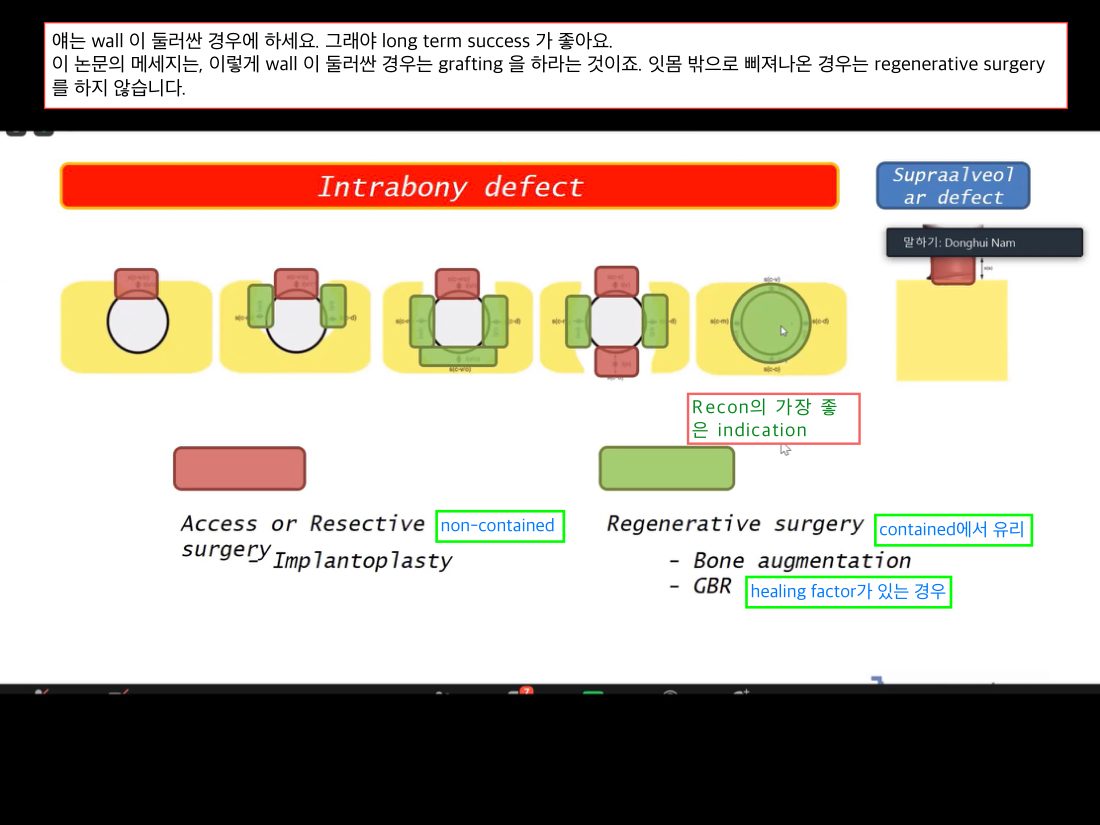 얘는 wall 이 둘러싼 경우에 하세요. 그래야 long term success 가 좋아요.
이 논문의 메세지는, 이렇게 wall 이 둘러싼 경우는 grafting 을 하라는 것이죠. 잇몸 밖으로 삐져나온 경우는 regenerative surgery
를 하지 않습니다.
Intrabony defect
Supraalveol
ar defect
말하기: Donghui Nam
Recon의 가장 좋
은 indication
Access or Resective
surgery
non-contained
Implantoplasty
Regenerative surgery
contained에서 유리
- Bone augmentation
- GBR
healing factor가 있는 경우
7